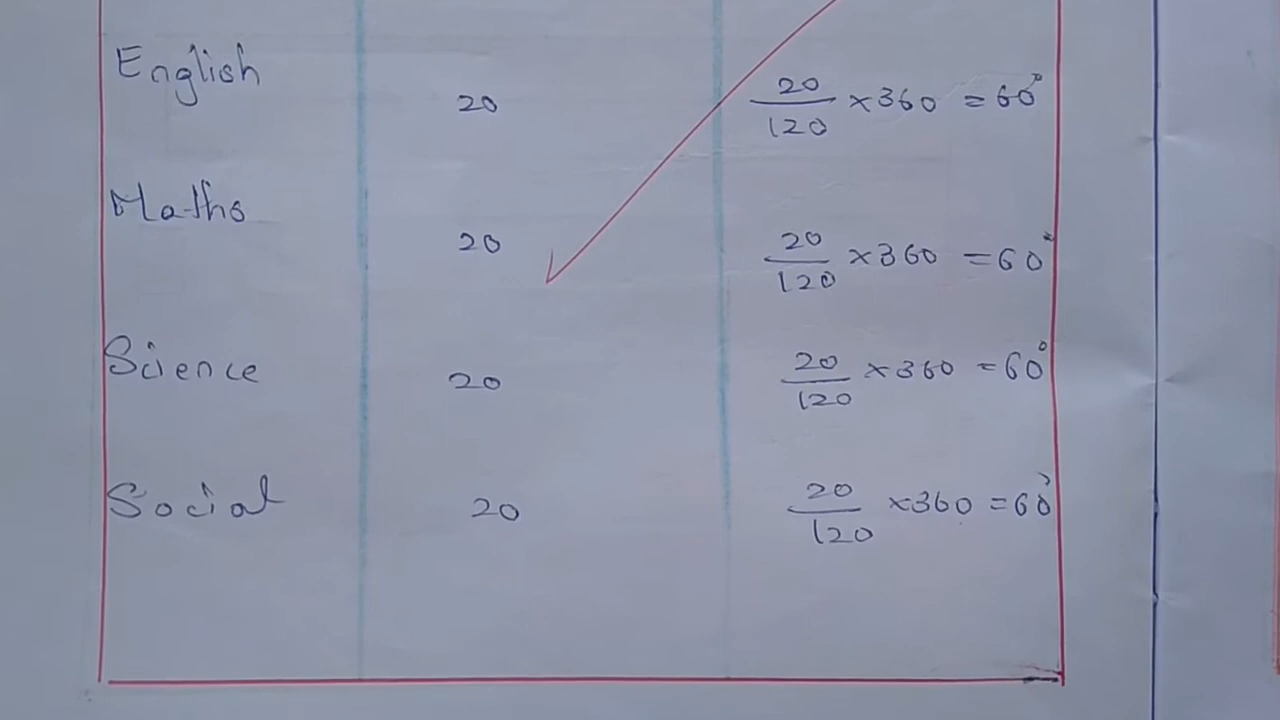 English 20 20/120 ×360 =60°
Maths 20 20/120 ×360 =60°
Science 20 20/120 ×360 =60°
Social 20 20/120 ×360 =60°